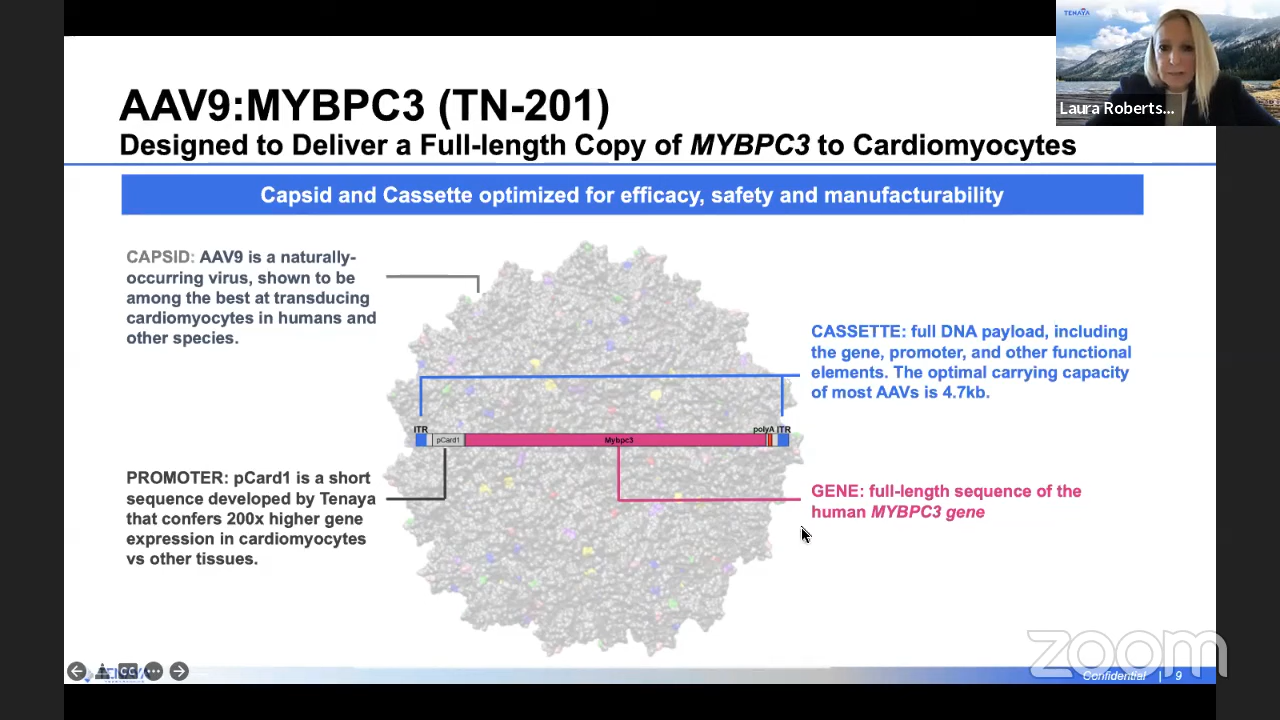 TENAYA
Laura Roberts...
AAV9:MYBPC3 (TN-201)
Designed to Deliver a Full-length Copy of MYBPC3 to Cardiomyocytes
Capsid and Cassette optimized for efficacy, safety and manufacturability
CAPSID: AAV9 is a naturally-
occurring virus, shown to be
among the best at transducing
cardiomyocytes in humans and
other species.
CASSETTE: full DNA payload, including
the gene, promoter, and other functional
elements. The optimal carrying capacity
of most AAVs is 4.7kb.
ITR
polyA ITR
pCard1
Mybpc3
PROMOTER: pCard1 is a short
sequence developed by Tenaya
that confers 200x higher gene
expression in cardiomyocytes
vs other tissues.
GENE: full-length sequence of the
human MYBPC3 gene
zoom
CC
Confidential | 9